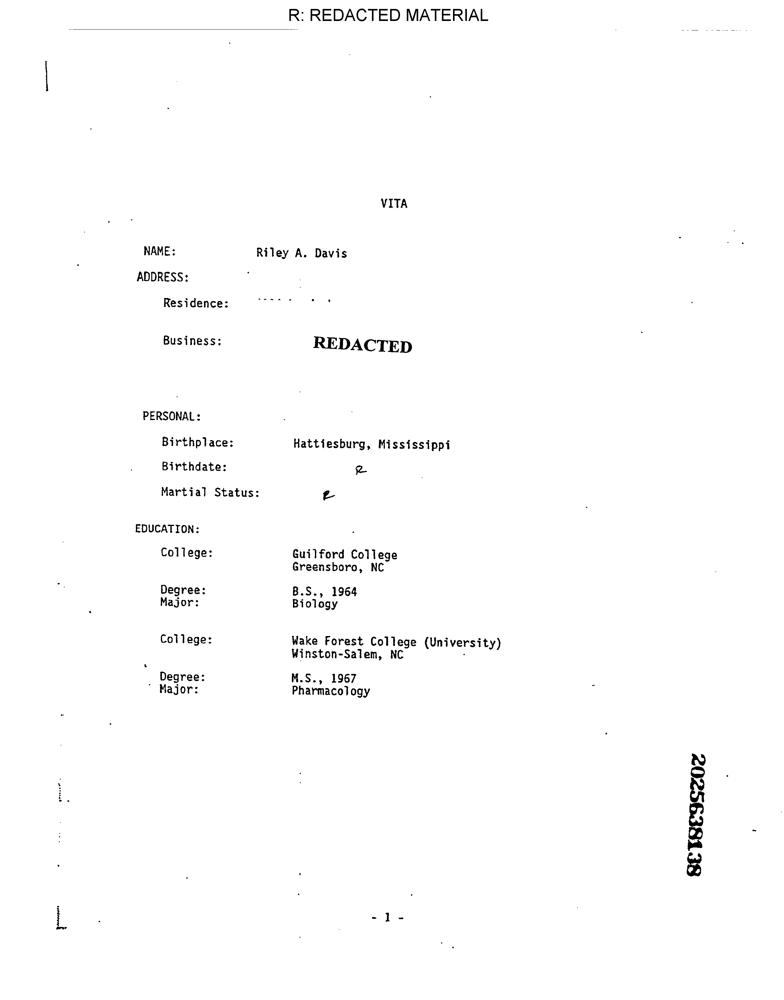 R: REDACTED MATERIAL
VITA
NAME: Riley A. Davis
ADDRESS:
Residence:
Business: REDACTED
PERSONAL:
Birthplace: Hattiesburg, Mississippi
Birthdate: R
Martial Status: R
EDUCATION:
College: Guilford College
Greensboro, NC
Degree: B.S., 1964
Major: Biology
College: Wake Forest College (University)
Winston-Salem, NC
Degree: M.S., 1967
Major: Pharmacology
2025638138
- 1 -